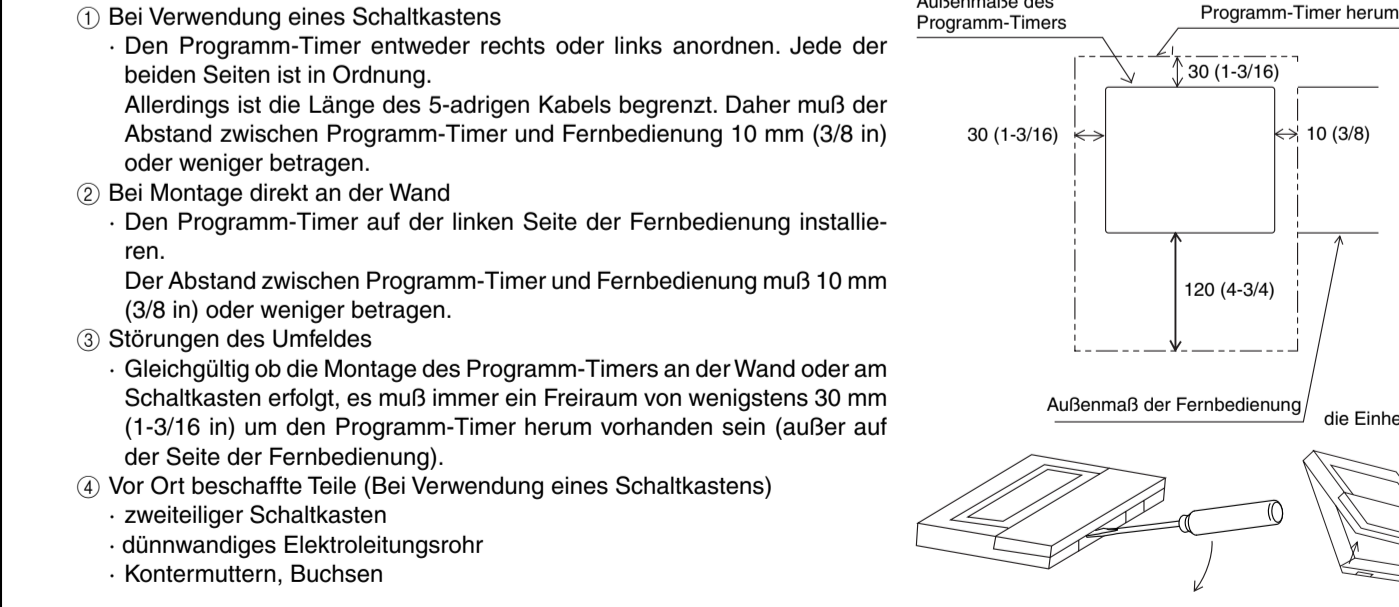 ① Bei Verwendung eines Schaltkastens
· Den Programm-Timer entweder rechts oder links anordnen. Jede der
beiden Seiten ist in Ordnung.
Allerdings ist die Länge des 5-adrigen Kabels begrenzt. Daher muß der
Abstand zwischen Programm-Timer und Fernbedienung 10 mm (3/8 in)
oder weniger betragen.
② Bei Montage direkt an der Wand
· Den Programm-Timer auf der linken Seite der Fernbedienung installie-
ren.
Der Abstand zwischen Programm-Timer und Fernbedienung muß 10 mm
(3/8 in) oder weniger betragen.
③ Störungen des Umfeldes
· Gleichgültig ob die Montage des Programm-Timers an der Wand oder am
Schaltkasten erfolgt, es muß immer ein Freiraum von wenigstens 30 mm
(1-3/16 in) um den Programm-Timer herum vorhanden sein (außer auf
der Seite der Fernbedienung).
④ Vor Ort beschaffte Teile (Bei Verwendung eines Schaltkastens)
· zweiteiliger Schaltkasten
· dünnwandiges Elektroleitungsrohr
· Kontermuttern, Buchsen
Außenmaße des
Programm-Timers
Programm-Timer herum
30 (1-3/16)
30 (1-3/16)
10 (3/8)
120 (4-3/4)
Außenmaß der Fernbedienung
die